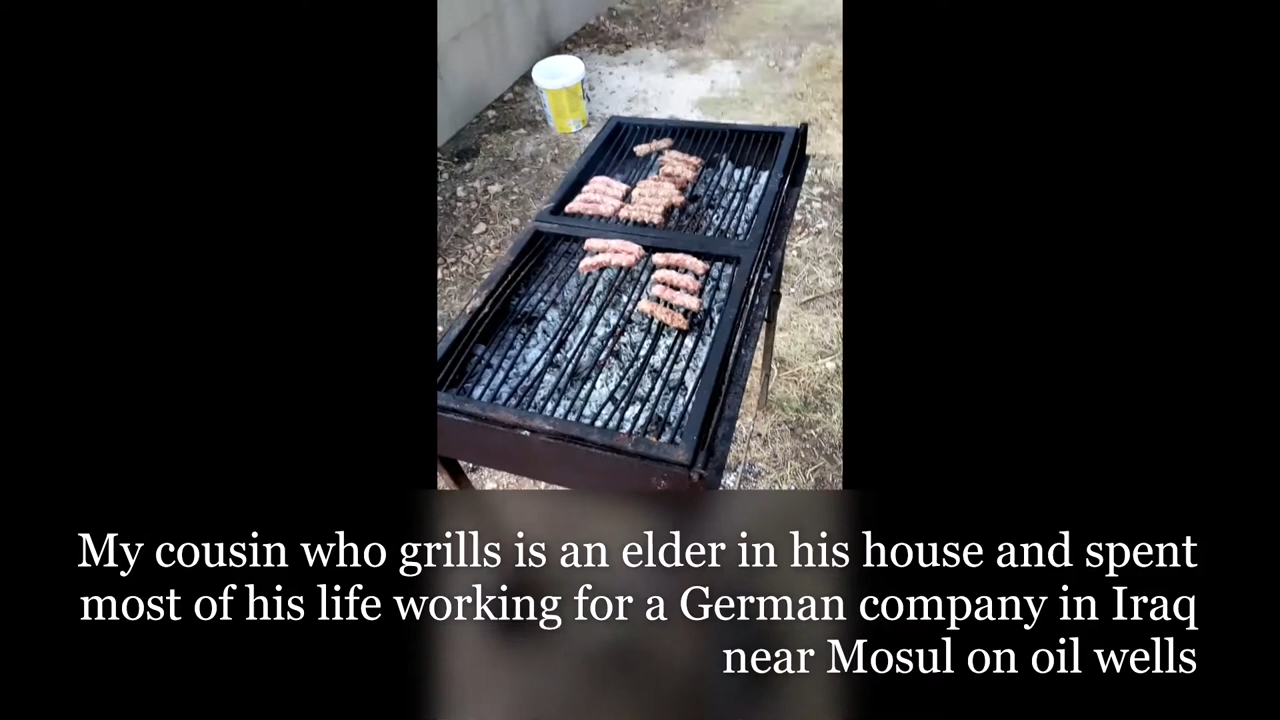 My cousin who grills is an elder in his house and spent
most of his life working for a German company in Iraq
near Mosul on oil wells